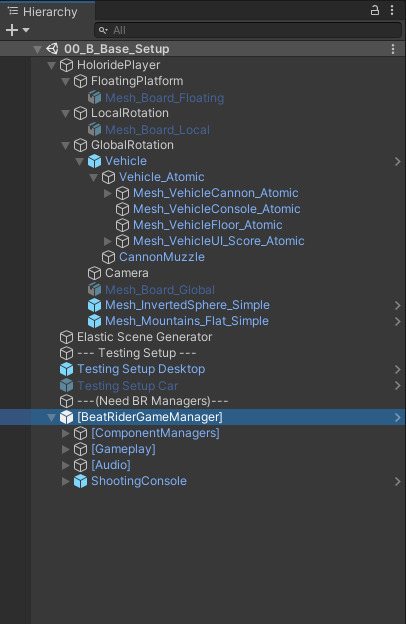 Hierarchy
All
00_B_Base_Setup
HoloridePlayer
FloatingPlatform
Mesh_Board_Floating
LocalRotation
Mesh_Board_Local
GlobalRotation
Vehicle
Vehicle_Atomic
Mesh_VehicleCannon_Atomic
Mesh_VehicleConsole_Atomic
Mesh_VehicleFloor_Atomic
Mesh_VehicleUI_Score_Atomic
CannonMuzzle
Camera
Mesh_Board_Global
Mesh_InvertedSphere_Simple
Mesh_Mountains_Flat_Simple
Elastic Scene Generator
--- Testing Setup ---
Testing Setup Desktop
Testing Setup Car
---(Need BR Managers)---
[BeatRiderGameManager]
[ComponentManagers]
[Gameplay]
[Audio]
ShootingConsole